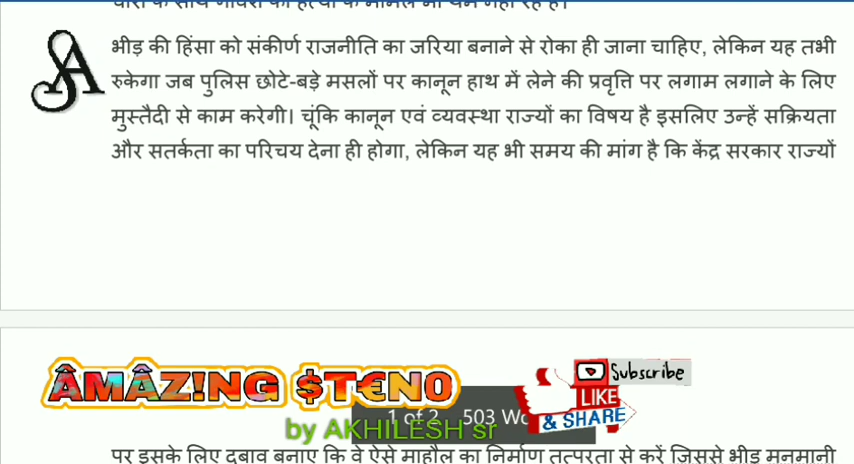 भीड़ की हिंसा को संकीर्ण राजनीति का जरिया बनाने से रोका ही जाना चाहिए, लेकिन यह तभी
रुकेगा जब पुलिस छोटे-बड़े मसलों पर कानून हाथ में लेने की प्रवृत्ति पर लगाम लगाने के लिए
मुस्तैदी से काम करेगी। चूंकि कानून एवं व्यवस्था राज्यों का विषय है इसलिए उन्हें सक्रियता
और सतर्कता का परिचय देना ही होगा, लेकिन यह भी समय की मांग है कि केंद्र सरकार राज्यों
ÂMÂZ!NG $T€NO
by AKHILESH sr
1 of 2 503 Wo
Subscribe
LIKE
& SHARE
पर इसके लिए दबाव बनाए कि वे ऐसे माहौल का निर्माण तत्परता से करें जिससे भीड़ मनमानी